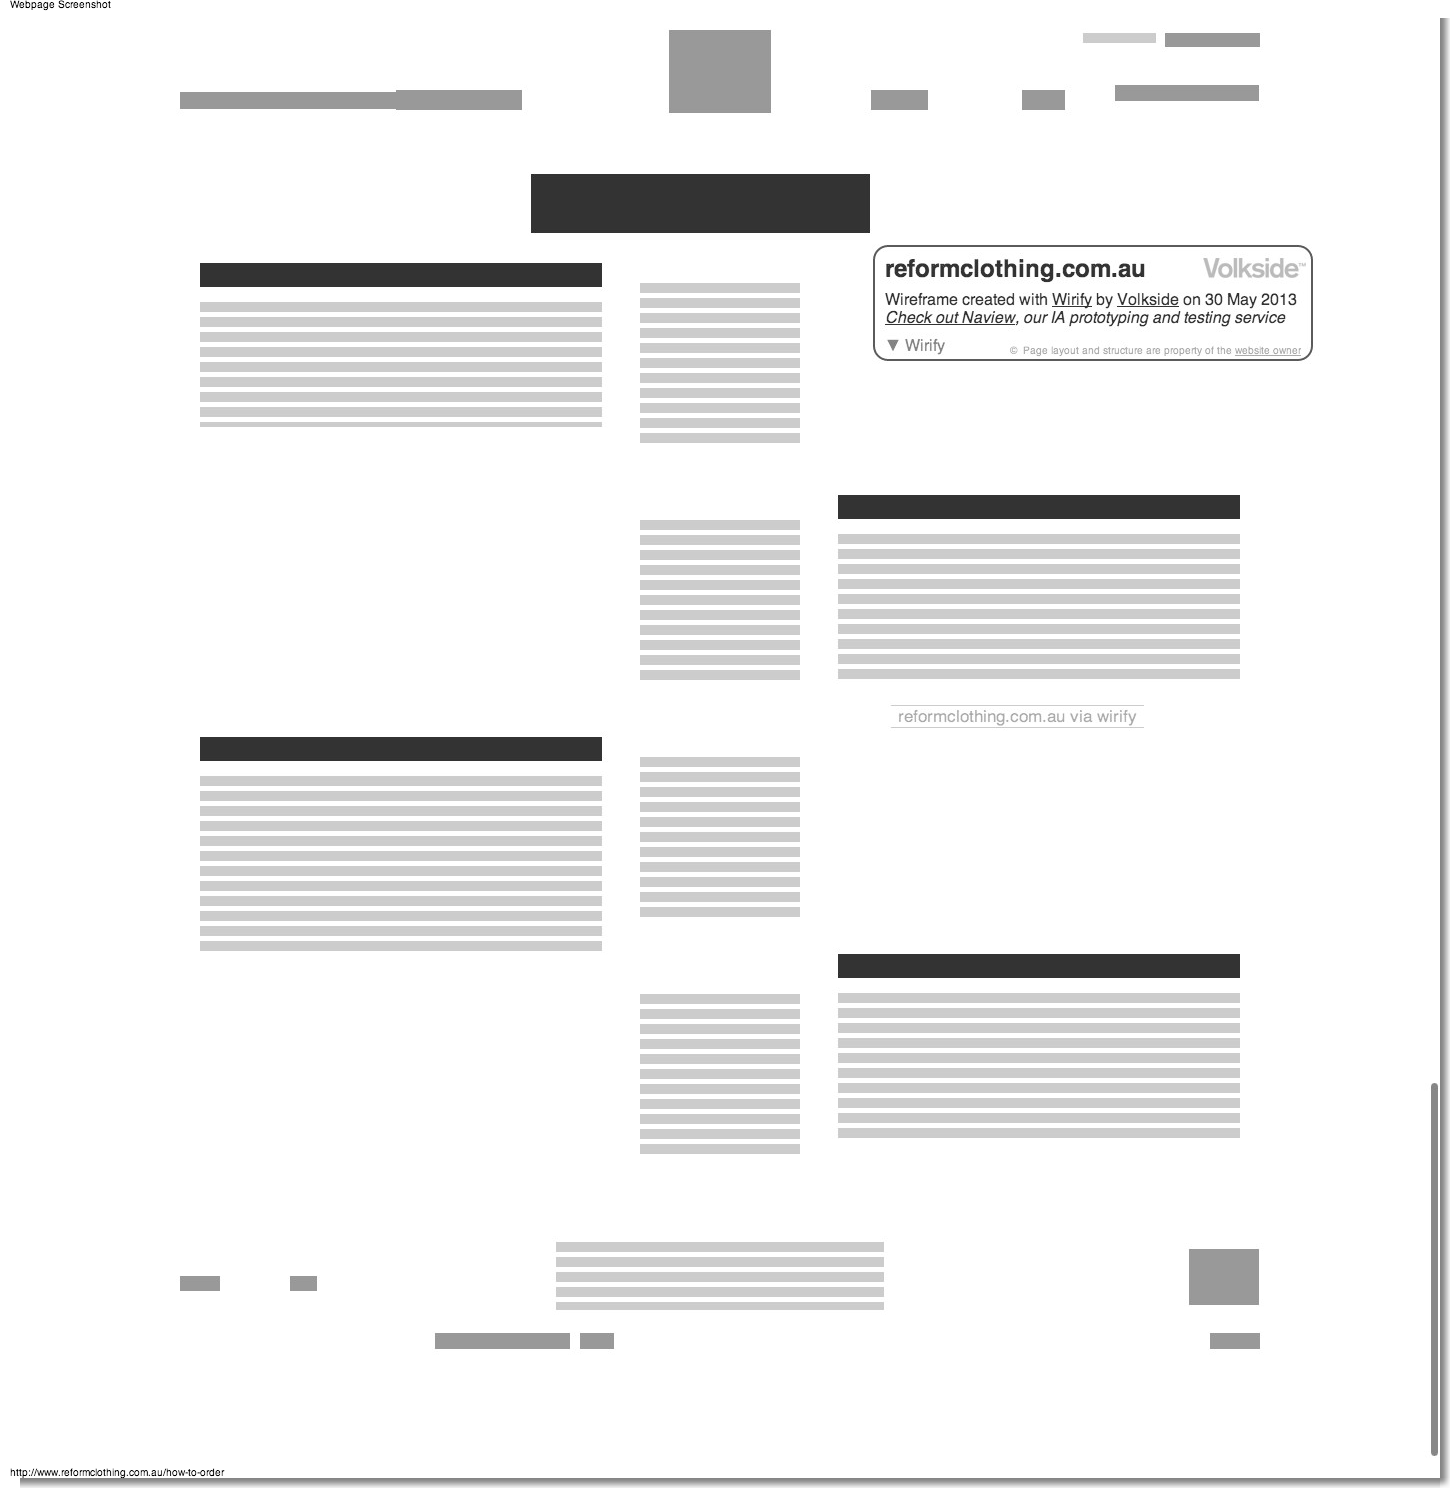 Webpage Screenshot
reformclothing.com.au
Volkside™
Wireframe created with Wirify by Volkside on 30 May 2013
Check out Naview, our IA prototyping and testing service
▼ Wirify
© Page layout and structure are property of the website owner
reformclothing.com.au via wirify
http://www.reformclothing.com.au/how-to-order